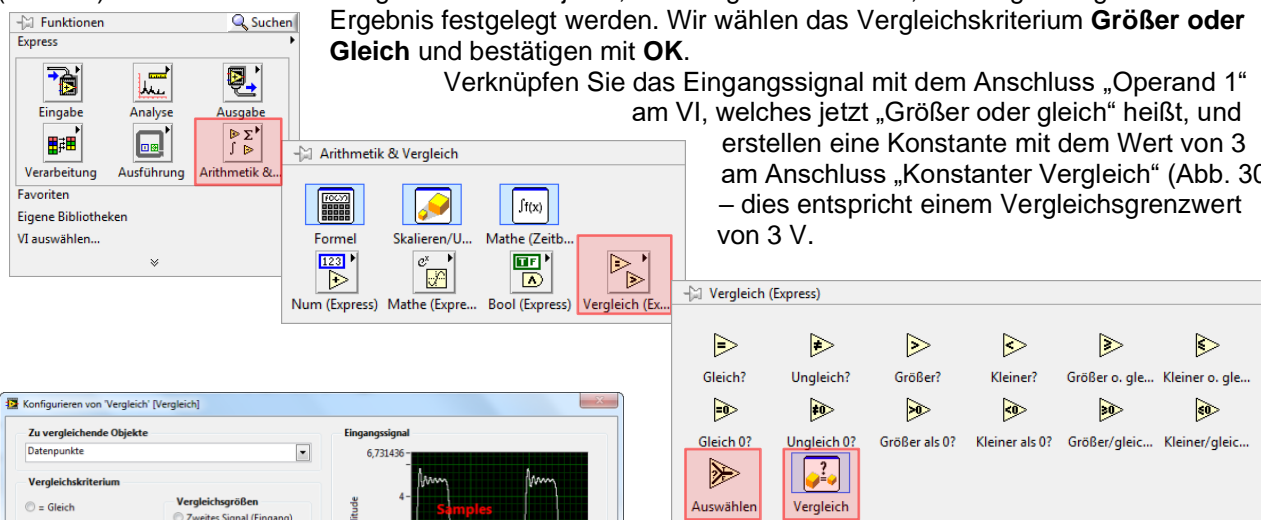 Ergebnis festgelegt werden. Wir wählen das Vergleichskriterium Größer oder
Gleich und bestätigen mit OK.
Verknüpfen Sie das Eingangssignal mit dem Anschluss „Operand 1“
am VI, welches jetzt „Größer oder gleich“ heißt, und
erstellen eine Konstante mit dem Wert von 3
am Anschluss „Konstanter Vergleich“ (Abb. 30
– dies entspricht einem Vergleichsgrenzwert
von 3 V.
Funktionen Suchen
Express
Eingabe Analyse Ausgabe
Verarbeitung Ausführung Arithmetik &...
Favoriten
Eigene Bibliotheken
VI auswählen...
Arithmetik & Vergleich
Formel Skalieren/U... Mathe (Zeitb...
Num (Express) Mathe (Expre... Bool (Express) Vergleich (Ex...
Vergleich (Express)
Gleich? Ungleich? Größer? Kleiner? Größer o. gle... Kleiner o. gle...
Gleich 0? Ungleich 0? Größer als 0? Kleiner als 0? Größer/gleic... Kleiner/gleic...
Auswählen Vergleich
Konfigurieren von 'Vergleich' [Vergleich]
Zu vergleichende Objekte
Datenpunkte
Vergleichskriterium
= Gleich
Vergleichsgrößen
Zweites Signal (Eingang)
Eingangssignal
6,731436
4
Samples